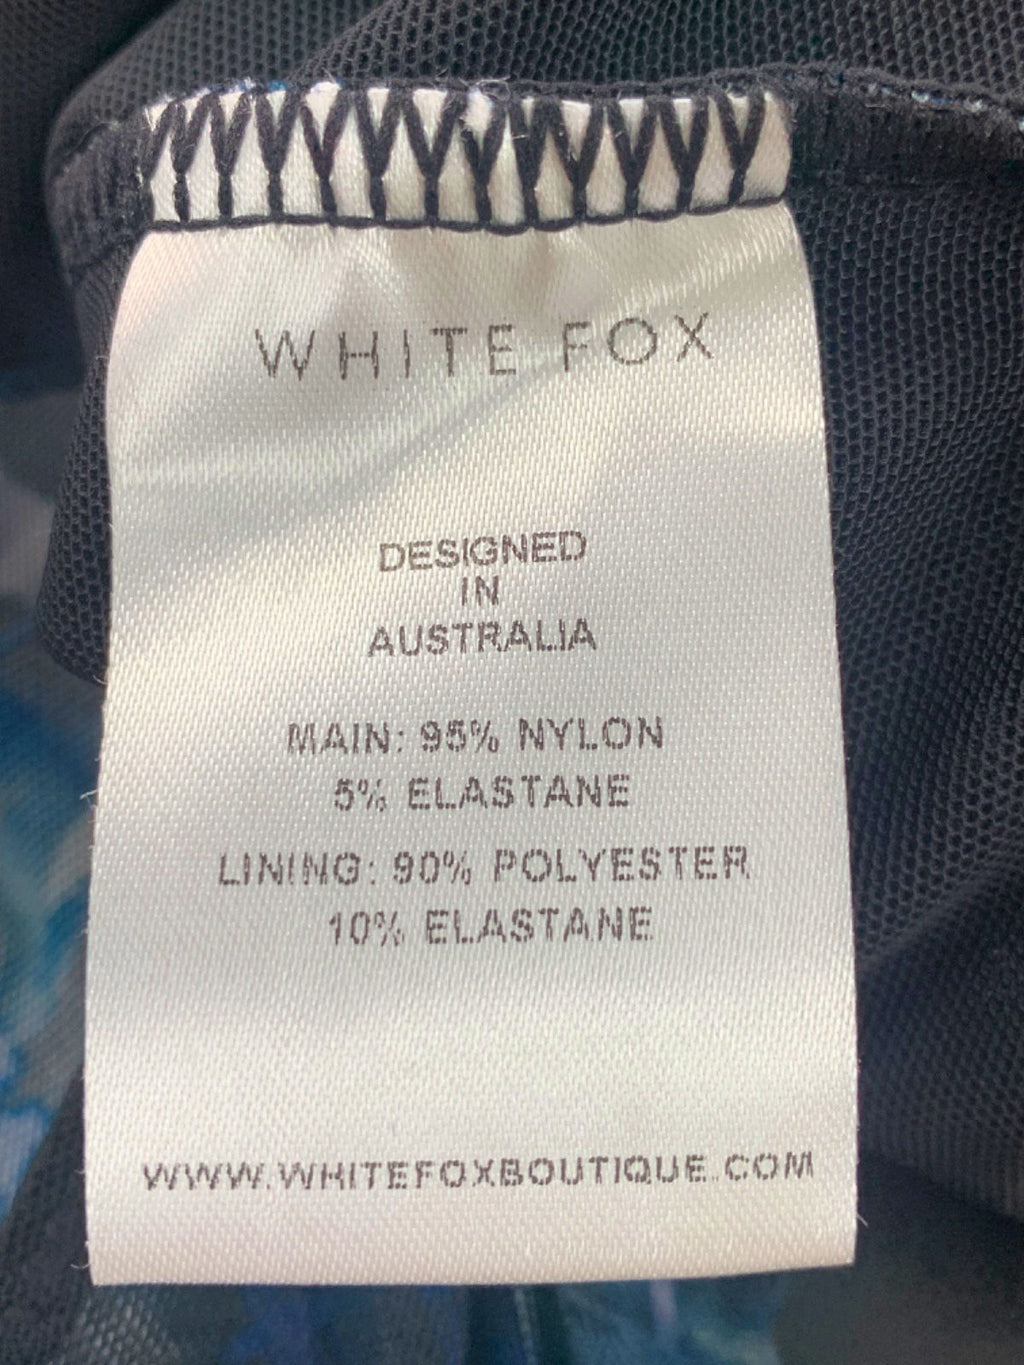 WHITE FOX
DESIGNED
IN
AUSTRALIA
MAIN: 95% NYLON
5% ELASTANE
LINING: 90% POLYESTER
10% ELASTANE
WWW.WHITEFOXBOUTIQUE.COM